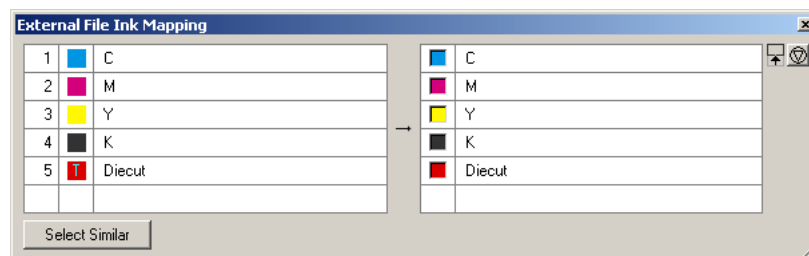 External File Ink Mapping
1 C → C
2 M M
3 Y Y
4 K K
5 T Diecut Diecut
Select Similar